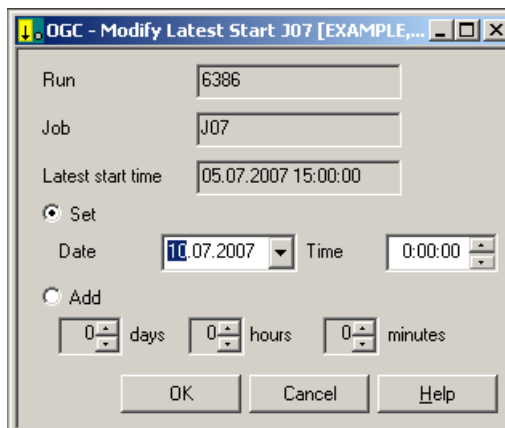 OGC - Modify Latest Start J07 [EXAMPLE,...
Run 6386
Job J07
Latest start time 05.07.2007 15:00:00
Set
Date 10.07.2007 Time 0:00:00
Add
0 days 0 hours 0 minutes
OK Cancel Help